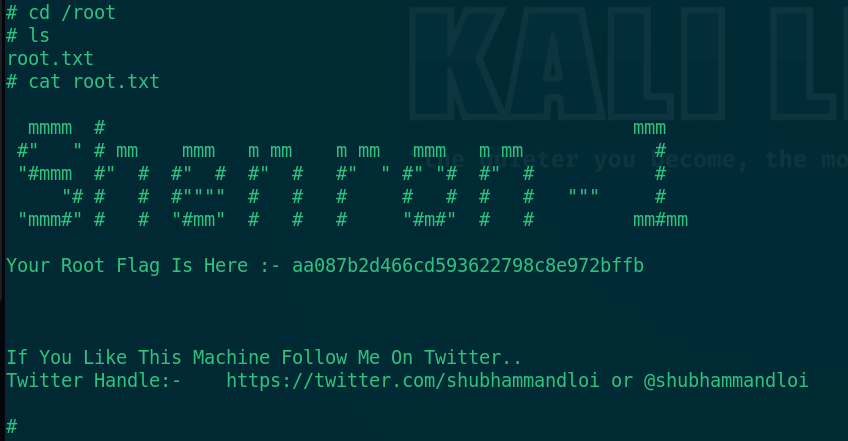 # cd /root
# ls
root.txt
# cat root.txt
KALI L
the quieter you become, the mo
  mmmm  #                                                mmm
 #"   " # mm    mmm   m mm    m mm   mmm   m mm            #
 "#mmm  #"  #  #"  #  #"  #   #"  " #" "#  #"  #           #
     "# #   #  #""""  #   #   #     #   #  #   #   """     #
 "mmm#" #   #  "#mm"  #   #   #     "#m#"  #   #         mm#mm
Your Root Flag Is Here :- aa087b2d466cd593622798c8e972bffb
If You Like This Machine Follow Me On Twitter..
Twitter Handle:-    https://twitter.com/shubhammandloi or @shubhammandloi
#